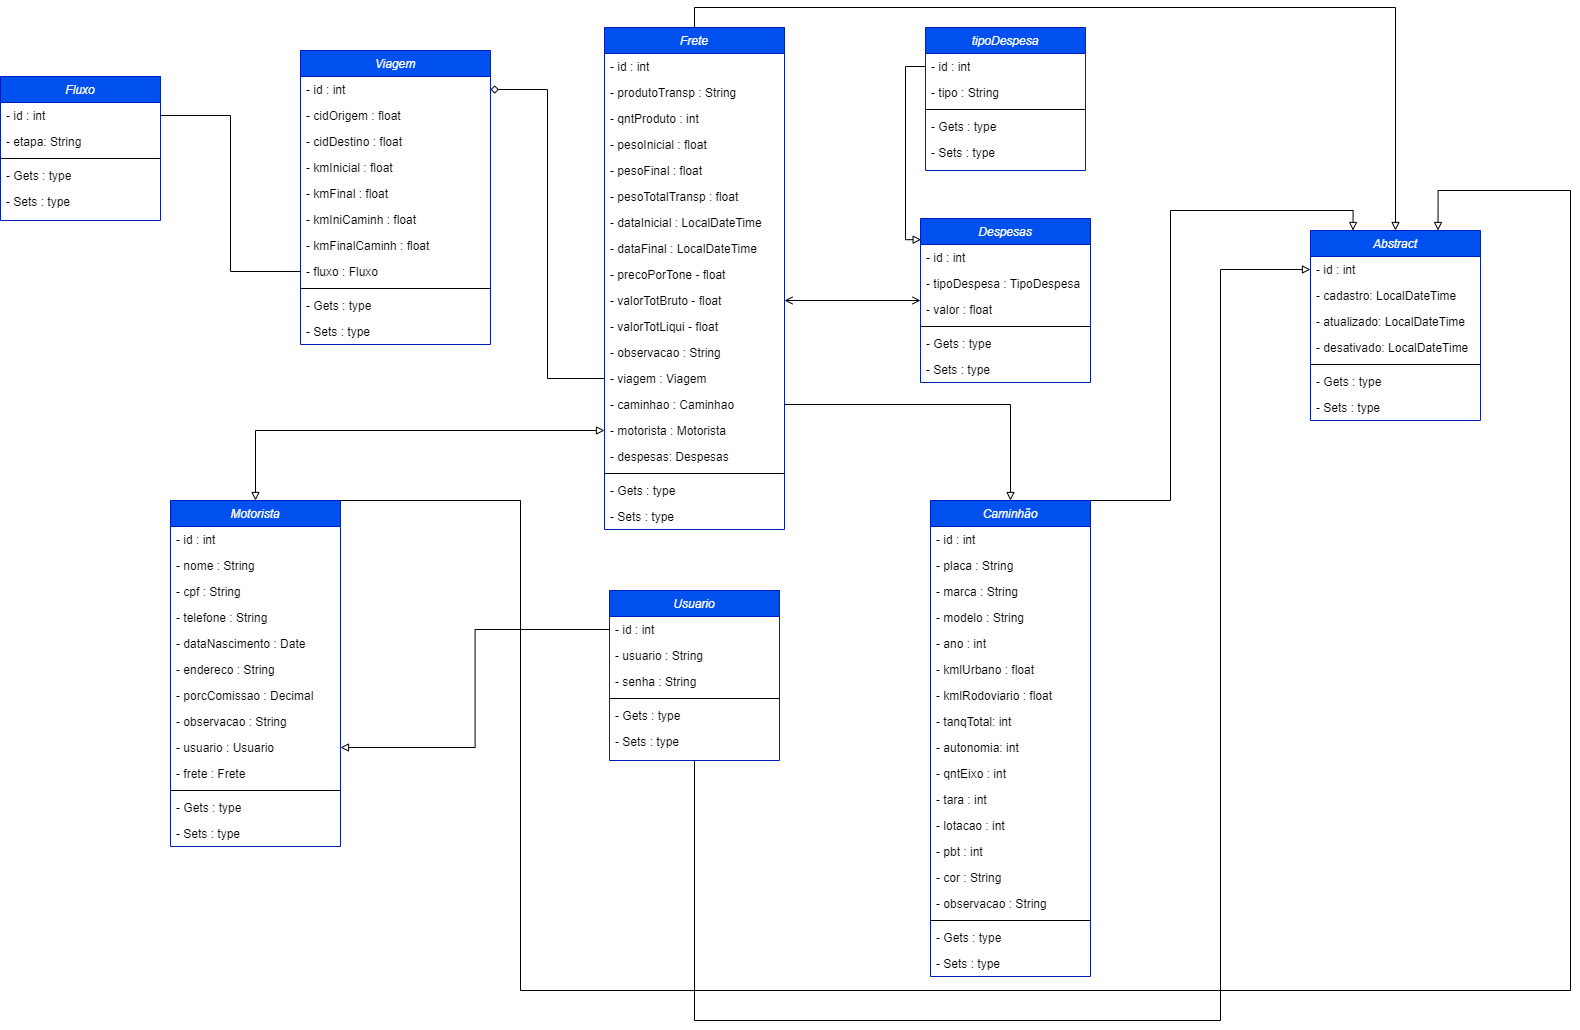 Fluxo
- id : int
- etapa: String
- Gets : type
- Sets : type
Viagem
- id : int
- cidOrigem : float
- cidDestino : float
- kmInicial : float
- kmFinal : float
- kmIniCaminh : float
- kmFinalCaminh : float
- fluxo : Fluxo
- Gets : type
- Sets : type
Frete
- id : int
- produtoTransp : String
- qntProduto : int
- pesoInicial : float
- pesoFinal : float
- pesoTotalTransp : float
- dataInicial : LocalDateTime
- dataFinal : LocalDateTime
- precoPorTone - float
- valorTotBruto - float
- valorTotLiqui - float
- observacao : String
- viagem : Viagem
- caminhao : Caminhao
- motorista : Motorista
- despesas: Despesas
- Gets : type
- Sets : type
tipoDespesa
- id : int
- tipo : String
- Gets : type
- Sets : type
Despesas
- id : int
- tipoDespesa : TipoDespesa
- valor : float
- Gets : type
- Sets : type
Abstract
- id : int
- cadastro: LocalDateTime
- atualizado: LocalDateTime
- desativado: LocalDateTime
- Gets : type
- Sets : type
Motorista
- id : int
- nome : String
- cpf : String
- telefone : String
- dataNascimento : Date
- endereco : String
- porcComissao : Decimal
- observacao : String
- usuario : Usuario
- frete : Frete
- Gets : type
- Sets : type
Usuario
- id : int
- usuario : String
- senha : String
- Gets : type
- Sets : type
Caminhão
- id : int
- placa : String
- marca : String
- modelo : String
- ano : int
- kmlUrbano : float
- kmlRodoviario : float
- tanqTotal: int
- autonomia: int
- qntEixo : int
- tara : int
- lotacao : int
- pbt : int
- cor : String
- observacao : String
- Gets : type
- Sets : type